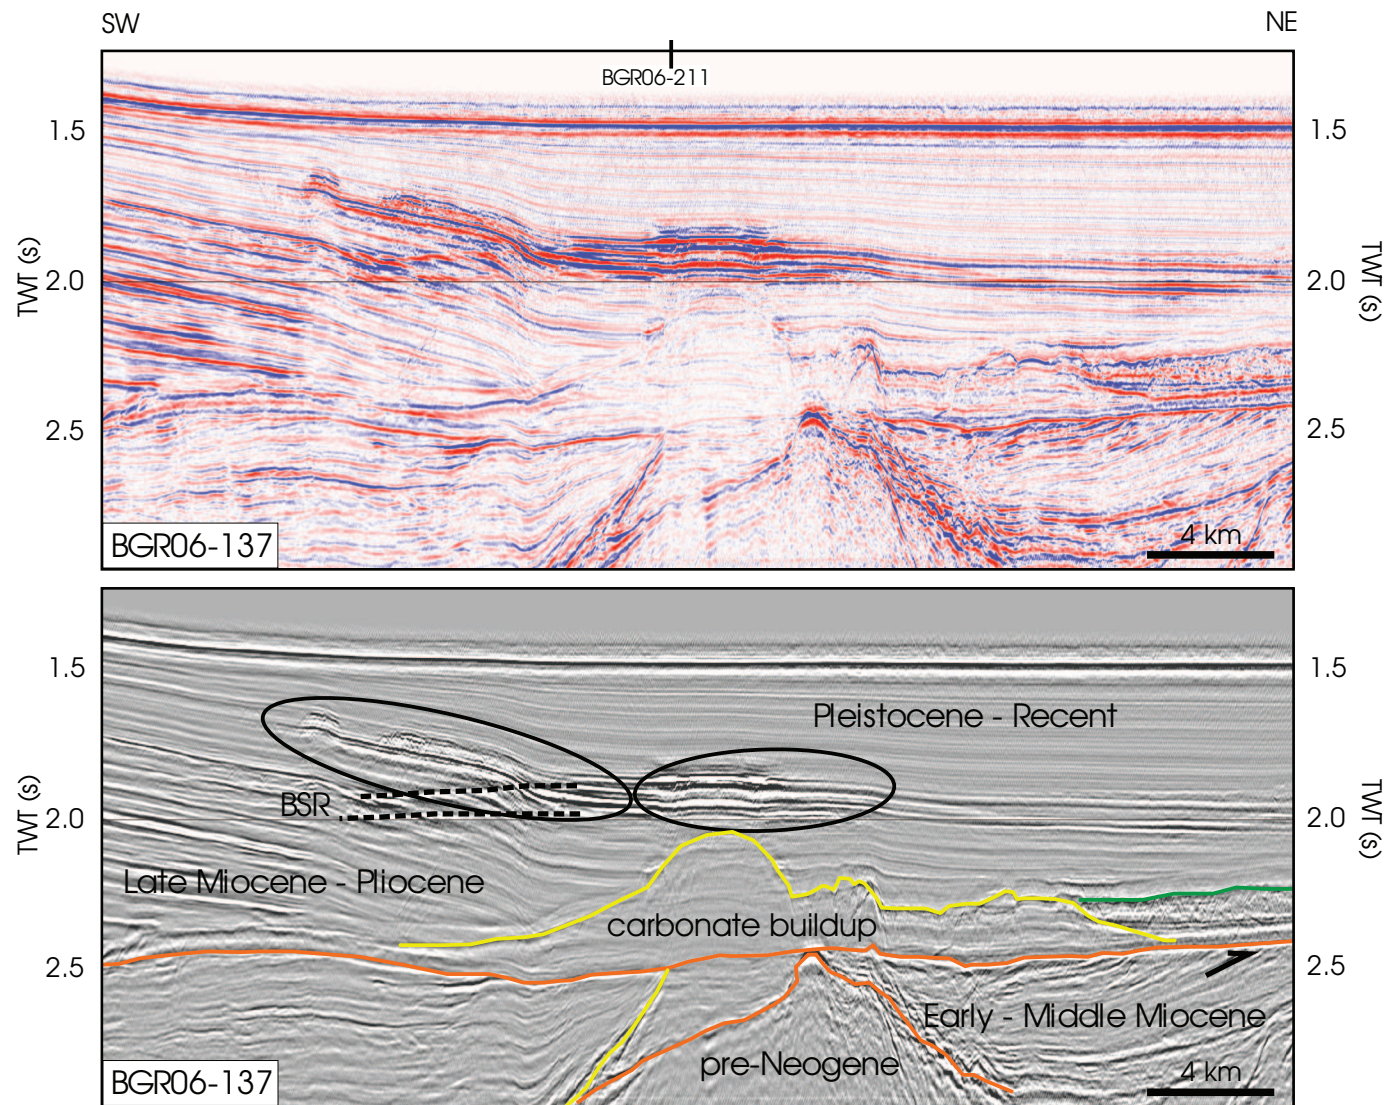 SW
NE
BGR06-211
1.5
1.5
TWT (s)
TWT (s)
2.0
2.0
2.5
2.5
4 km
BGR06-137
1.5
1.5
Pleistocene - Recent
TWT (s)
TWT (s)
BSR
2.0
2.0
Late Miocene - Pliocene
carbonate buildup
2.5
2.5
Early - Middle Miocene
pre-Neogene
4 km
BGR06-137